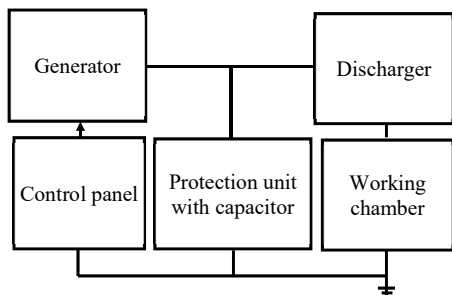 Generator
Discharger
Control panel
Protection unit
with capacitor
Working
chamber